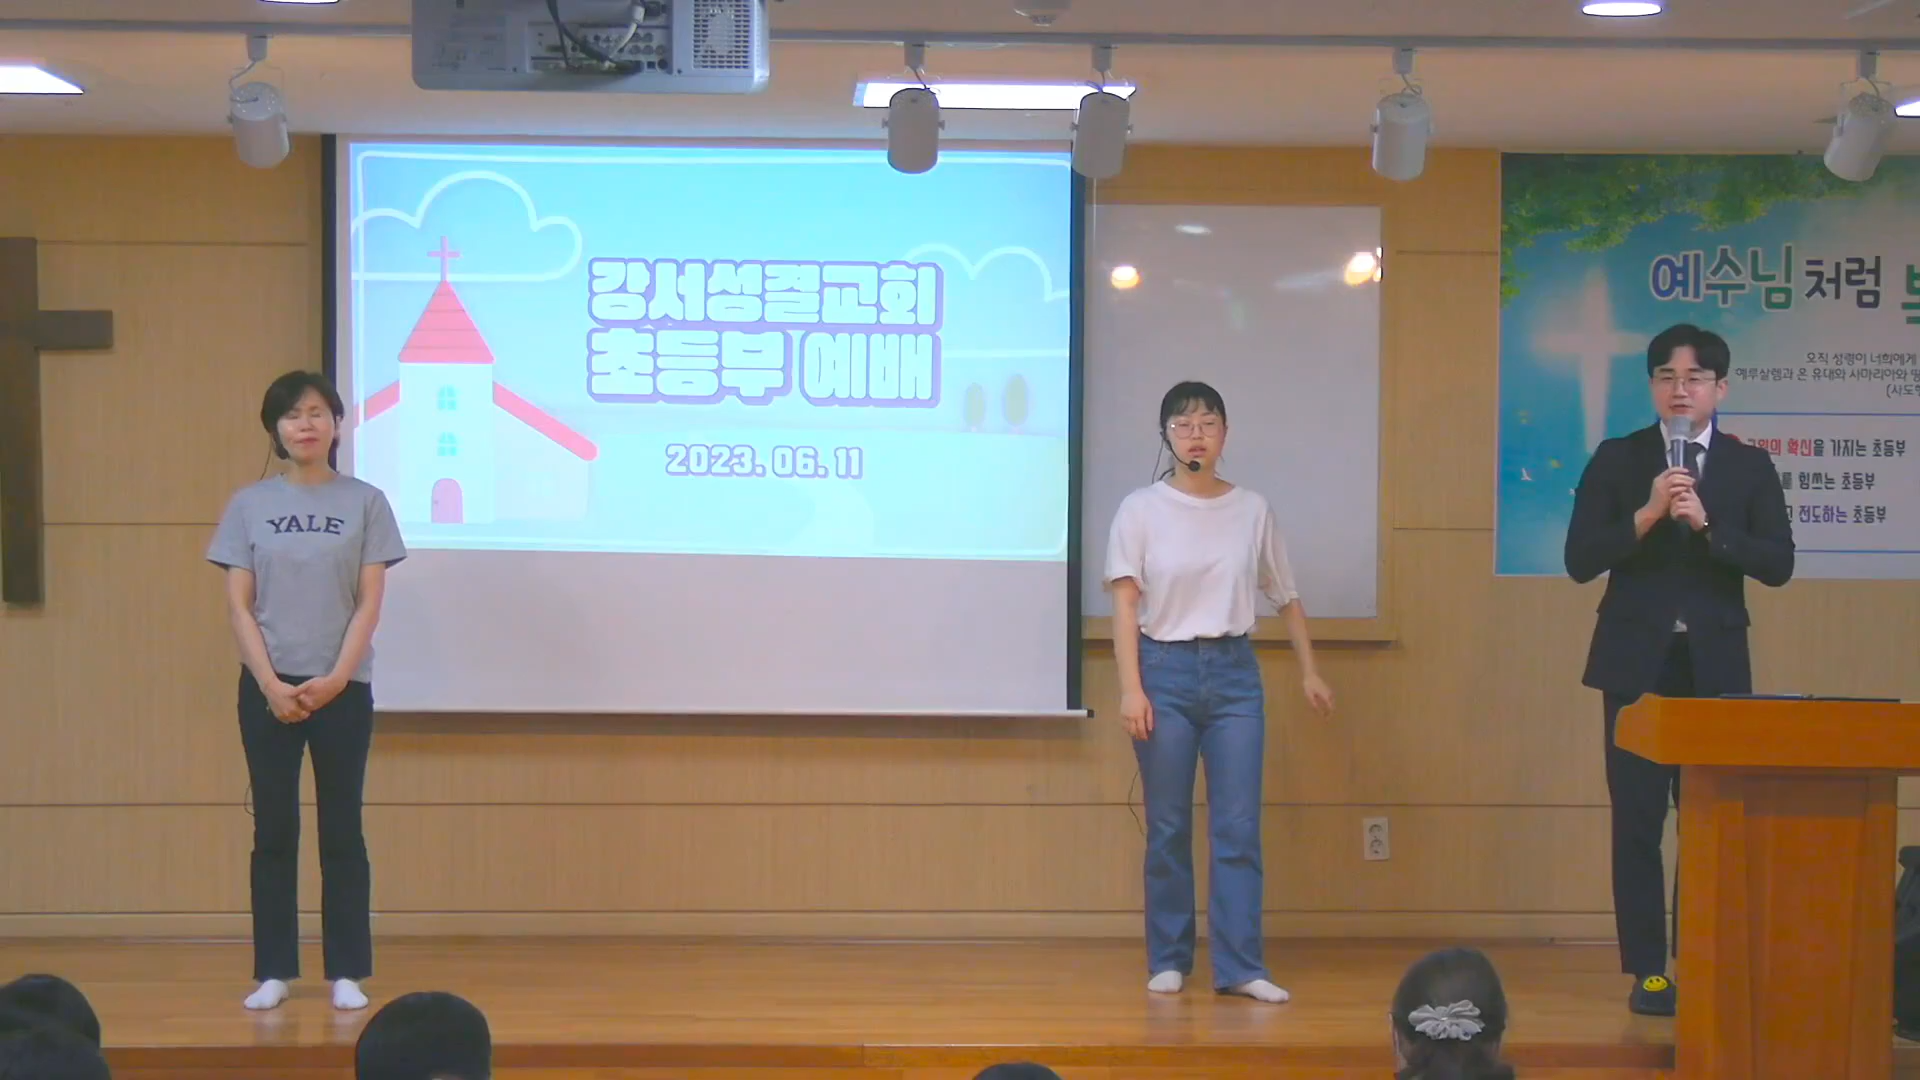 강서성결교회
초등부 예배
2023.06.11
YALE
예수님처럼
오직 성령이 너희에게
예루살렘과 온 유대와 사마리아와 땅
확신을 가지는 초등부
힘쓰는 초등부
전도하는 초등부